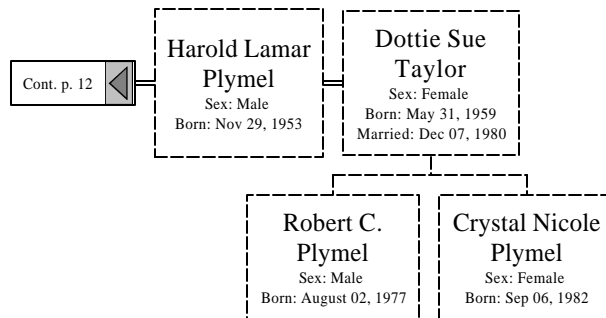 Cont. p. 12
Harold Lamar
Plymel
Sex: Male
Born: Nov 29, 1953
Dottie Sue
Taylor
Sex: Female
Born: May 31, 1959
Married: Dec 07, 1980
Robert C.
Plymel
Sex: Male
Born: August 02, 1977
Crystal Nicole
Plymel
Sex: Female
Born: Sep 06, 1982